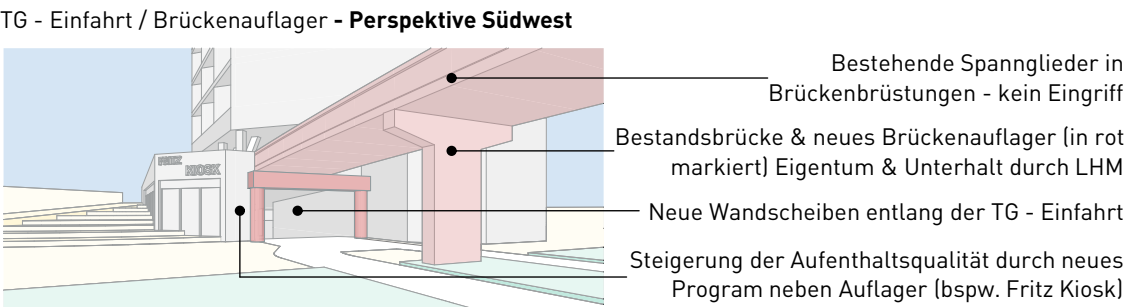 TG - Einfahrt / Brückenauflager - Perspektive Südwest
Bestehende Spannglieder in
Brückenbrüstungen - kein Eingriff
Bestandsbrücke & neues Brückenauflager (in rot
markiert) Eigentum & Unterhalt durch LHM
Neue Wandscheiben entlang der TG - Einfahrt
Steigerung der Aufenthaltsqualität durch neues
Program neben Auflager (bspw. Fritz Kiosk)
FRITZ
KIOSK